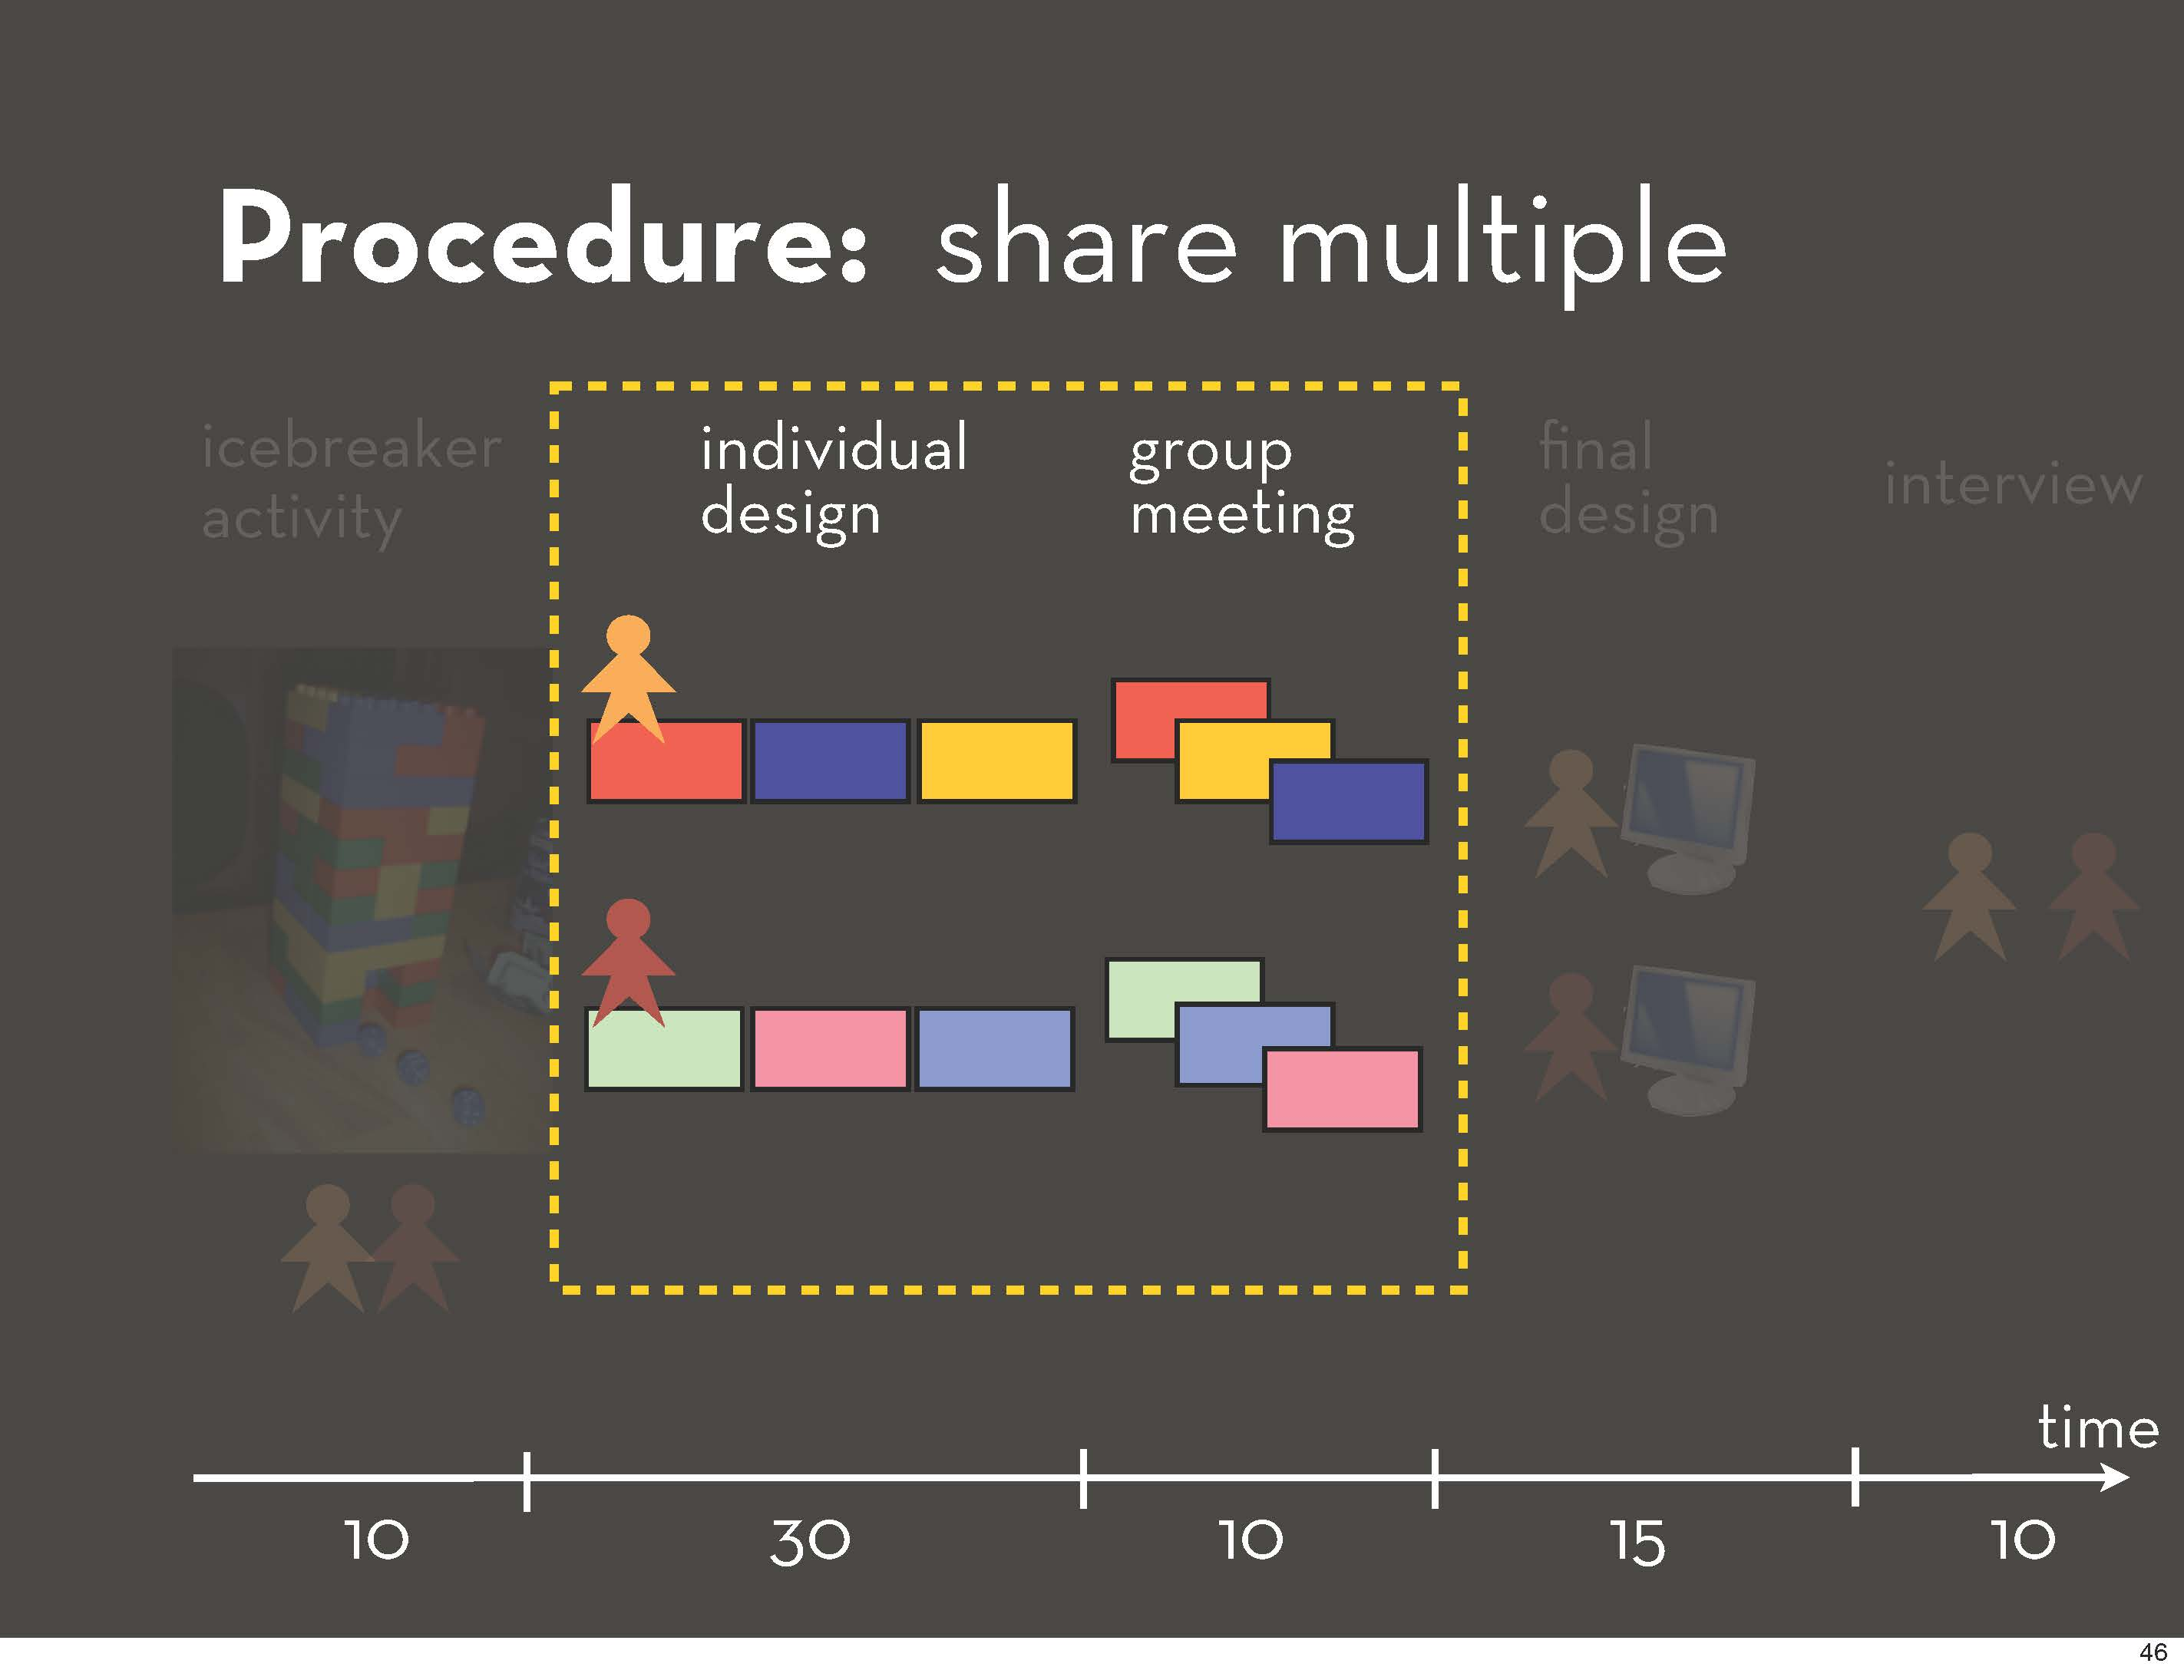 Procedure: share multiple
icebreaker
activity
individual
design
group
meeting
final
design
interview
time
10
30
10
15
10
46